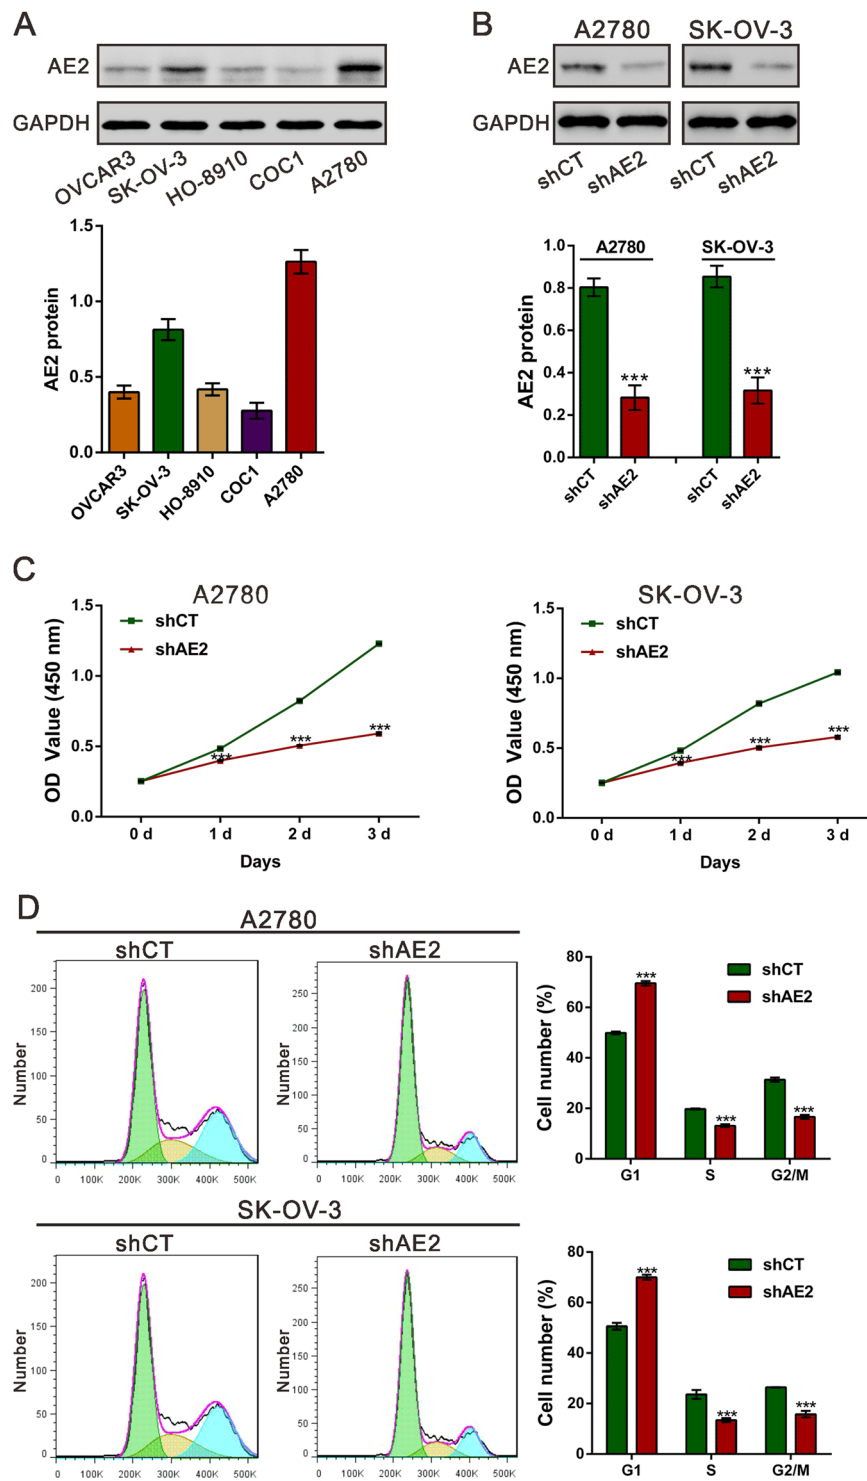 A
AE2
GAPDH
OVCAR3 SK-OV-3 HO-8910 COC1 A2780
1.5
1.0
0.5
0.0
AE2 protein
OVCAR3 SK-OV-3 HO-8910 COC1 A2780
B
A2780 SK-OV-3
AE2
GAPDH
shCT shAE2 shCT shAE2
1.0
0.8
0.6
0.4
0.2
0.0
AE2 protein
A2780 SK-OV-3
*** ***
shCT shAE2 shCT shAE2
C
A2780
1.5
1.0
0.5
0.0
OD Value (450 nm)
shCT
shAE2
*** *** ***
0 d 1 d 2 d 3 d
Days
SK-OV-3
1.5
1.0
0.5
0.0
OD Value (450 nm)
shCT
shAE2
*** *** ***
0 d 1 d 2 d 3 d
Days
D
A2780
shCT
200
150
100
50
0
Number
0 100K 200K 300K 400K 500K
shAE2
250
200
150
100
50
0
Number
0 100K 200K 300K 400K 500K
80
60
40
20
0
Cell number (%)
shCT
shAE2
*** *** ***
G1 S G2/M
SK-OV-3
shCT
200
150
100
50
0
Number
0 100K 200K 300K 400K 500K
shAE2
250
200
150
100
50
0
Number
0 100K 200K 300K 400K 500K
80
60
40
20
0
Cell number (%)
shCT
shAE2
*** *** ***
G1 S G2/M